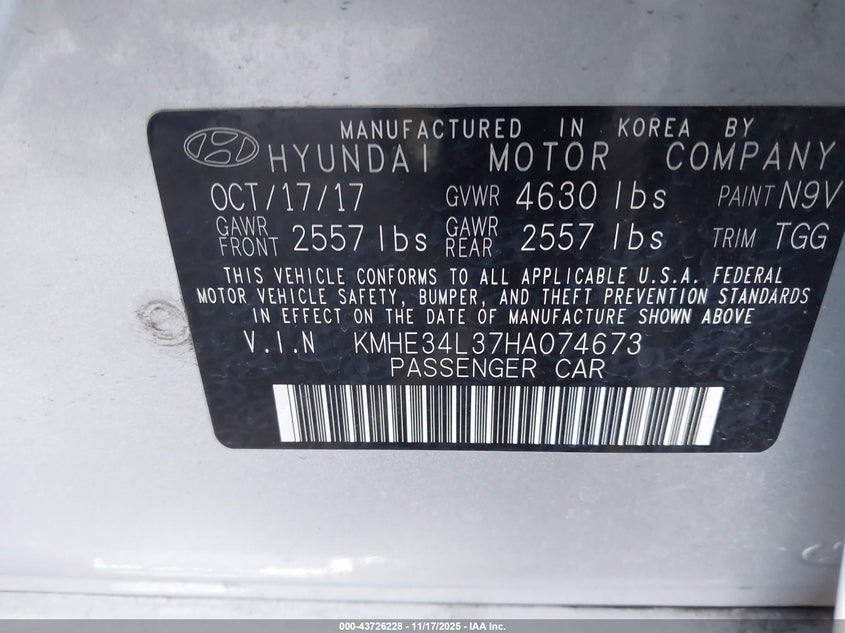 MANUFACTURED IN KOREA BY
HYUNDAI MOTOR COMPANY
OCT/17/17 GVWR 4630 lbs PAINT N9V
GAWR FRONT 2557 lbs GAWR REAR 2557 lbs TRIM TGG
THIS VEHICLE CONFORMS TO ALL APPLICABLE U.S.A. FEDERAL
MOTOR VEHICLE SAFETY, BUMPER, AND THEFT PREVENTION STANDARDS
IN EFFECT ON THE DATE OF MANUFACTURE SHOWN ABOVE
V.I.N KMHE34L37HA074673
PASSENGER CAR
000-43726228 - 11/17/2025 - IAA Inc.